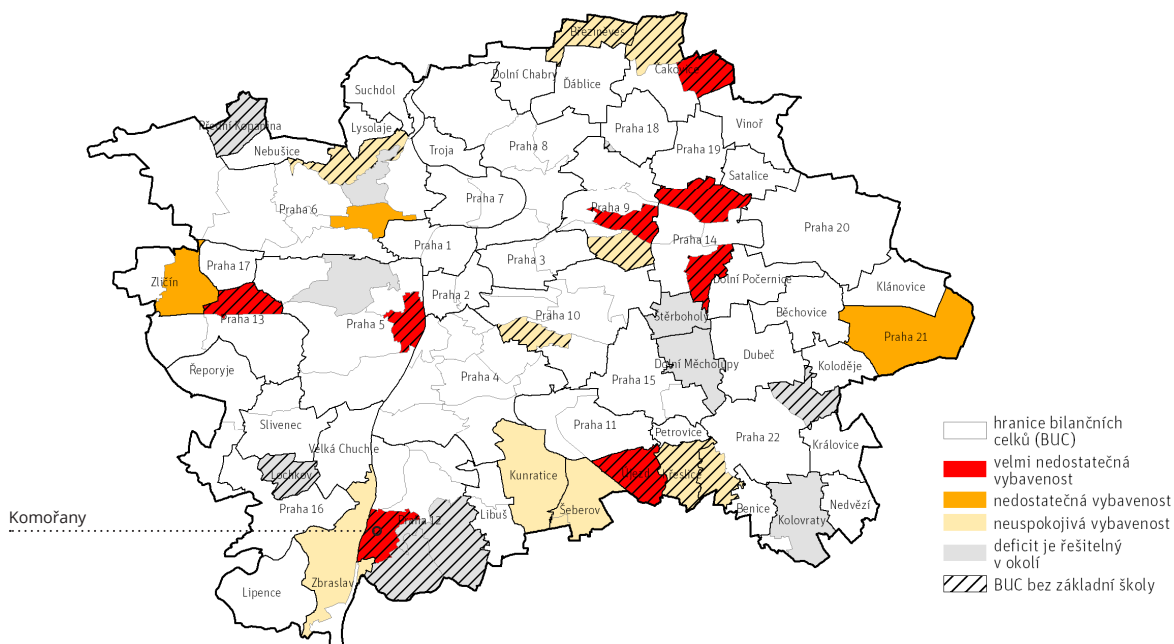 Březiněves
Čakovice
Dolní Chabry
Ďáblice
Suchdol
Přední Kopanina
Lysolaje
Nebušice
Troja
Praha 8
Praha 18
Vinoř
Praha 19
Satalice
Praha 6
Praha 7
Praha 9
Praha 20
Praha 1
Praha 14
Praha 3
Praha 17
Zličín
Dolní Počernice
Klánovice
Praha 2
Praha 13
Praha 5
Praha 10
Štěrboholy
Běchovice
Praha 21
Řeporyje
Praha 4
Praha 15
Dolní Měcholupy
Dubeč
Koloděje
Slivenec
Velká Chuchle
Praha 11
Petrovice
Praha 22
Královice
Lochkov
Kunratice
Újezd
Křeslice
Šeberov
Praha 16
Praha 12
Libuš
Benice
Nedvězí
Kolovraty
Komořany
Zbraslav
Lipence
hranice bilančních
celků (BUC)
velmi nedostatečná
vybavenost
nedostatečná vybavenost
neuspokojivá vybavenost
deficit je řešitelný
v okolí
BUC bez základní školy